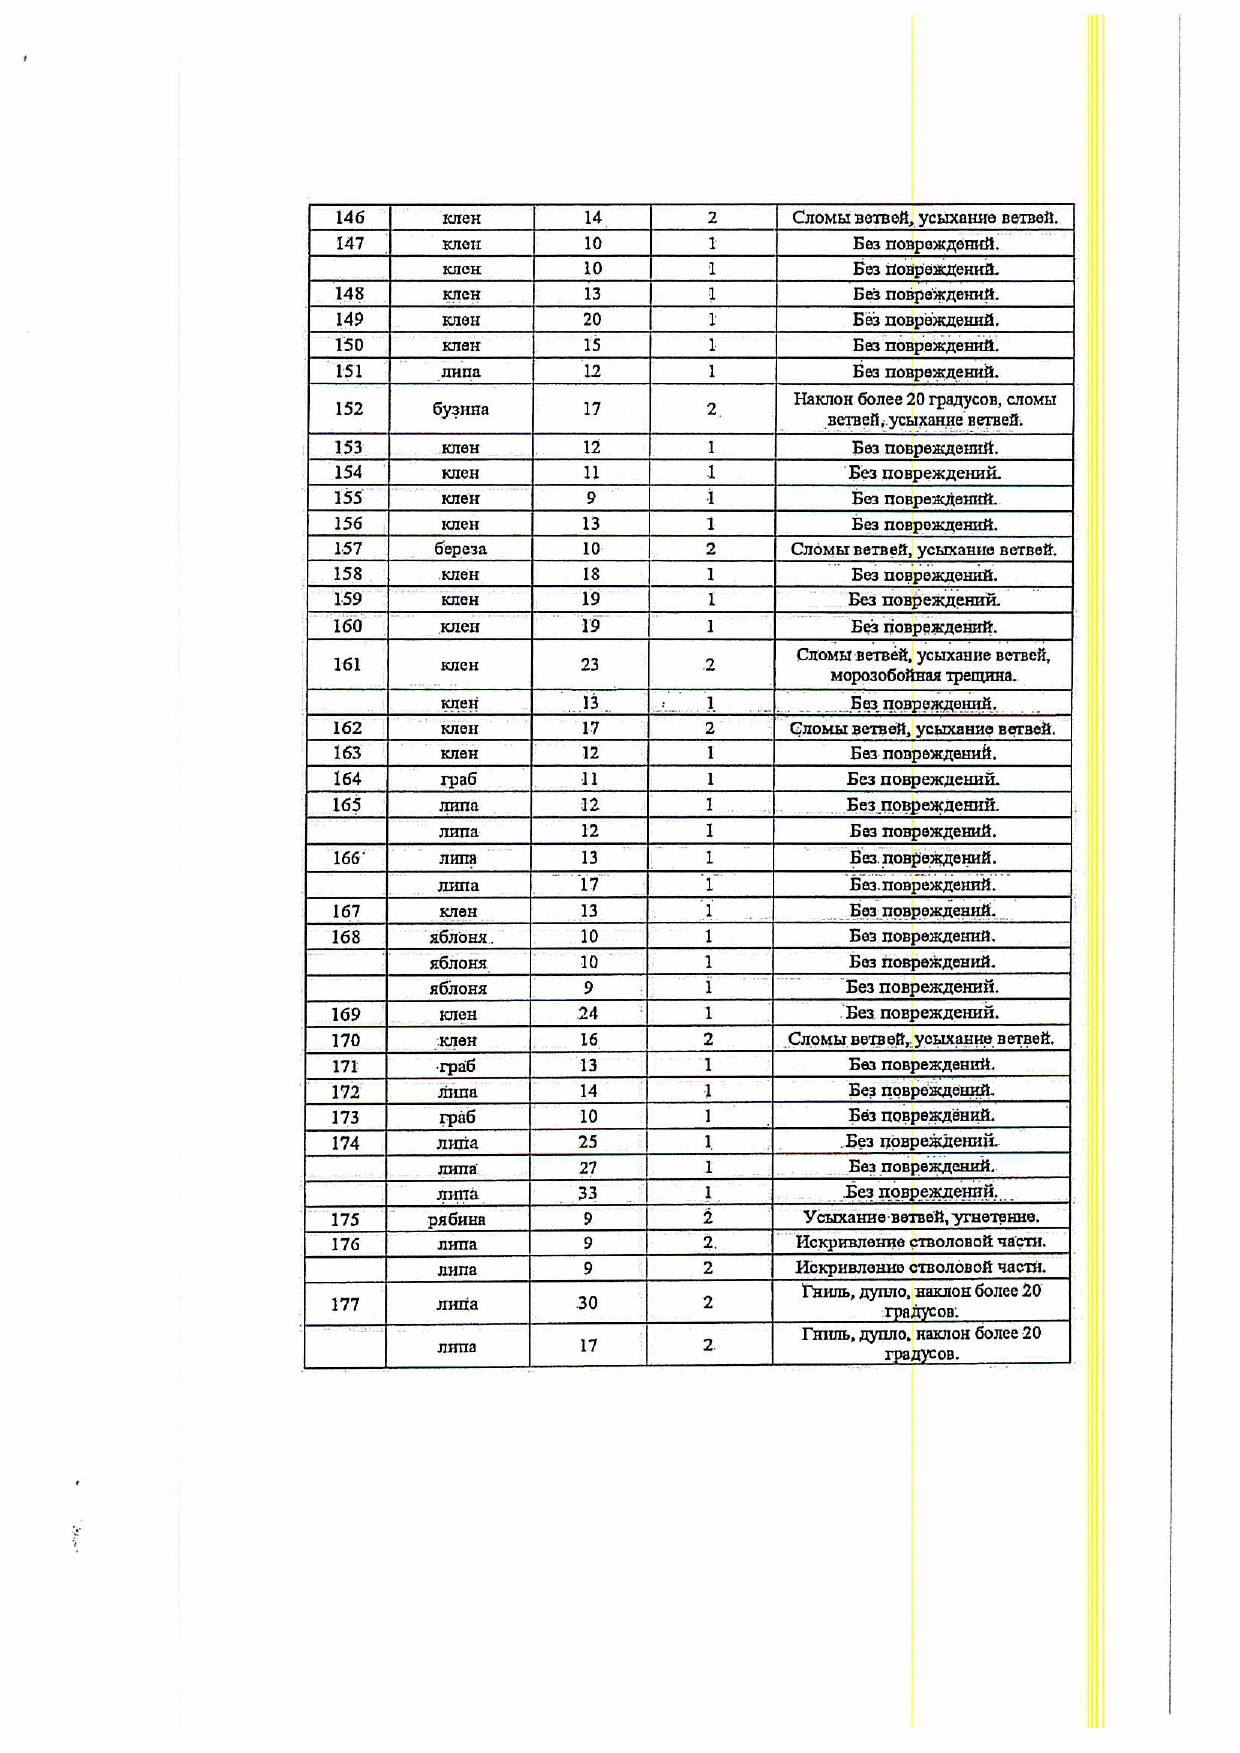 146 клен 14 2 Сломы ветвей, усыхание ветвей.
147 клен 10 1 Без повреждений.
клен 10 1 Без повреждений.
148 клен 13 1 Без повреждений.
149 клен 20 1 Без повреждений.
150 клен 15 1 Без повреждений.
151 липа 12 1 Без повреждений.
152 бузина 17 2 Наклон более 20 градусов, сломы
ветвей, усыхание ветвей.
153 клен 12 1 Без повреждений.
154 клен 11 1 Без повреждений.
155 клен 9 1 Без повреждений.
156 клен 13 1 Без повреждений.
157 береза 10 2 Сломы ветвей, усыхание ветвей.
158 клен 18 1 Без повреждений.
159 клен 19 1 Без повреждений.
160 клен 19 1 Без повреждений.
161 клен 23 2 Сломы ветвей, усыхание ветвей,
морозобойная трещина.
клен 13 1 Без повреждений.
162 клен 17 2 Сломы ветвей, усыхание ветвей.
163 клен 12 1 Без повреждений.
164 граб 11 1 Без повреждений.
165 липа 12 1 Без повреждений.
липа 12 1 Без повреждений.
166 липа 13 1 Без повреждений.
липа 17 1 Без повреждений.
167 клен 13 1 Без повреждений.
168 яблоня 10 1 Без повреждений.
яблоня 10 1 Без повреждений.
яблоня 9 1 Без повреждений.
169 клен 24 1 Без повреждений.
170 клен 16 2 Сломы ветвей, усыхание ветвей.
171 граб 13 1 Без повреждений.
172 липа 14 1 Без повреждений.
173 граб 10 1 Без повреждений.
174 липа 25 1 Без повреждений.
липа 27 1 Без повреждений.
липа 33 1 Без повреждений.
175 рябина 9 2 Усыхание ветвей, угнетение.
176 липа 9 2 Искривление стволовой части.
липа 9 2 Искривление стволовой части.
177 липа 30 2 Гниль, дупло, наклон более 20
градусов.
липа 17 2 Гниль, дупло, наклон более 20
градусов.